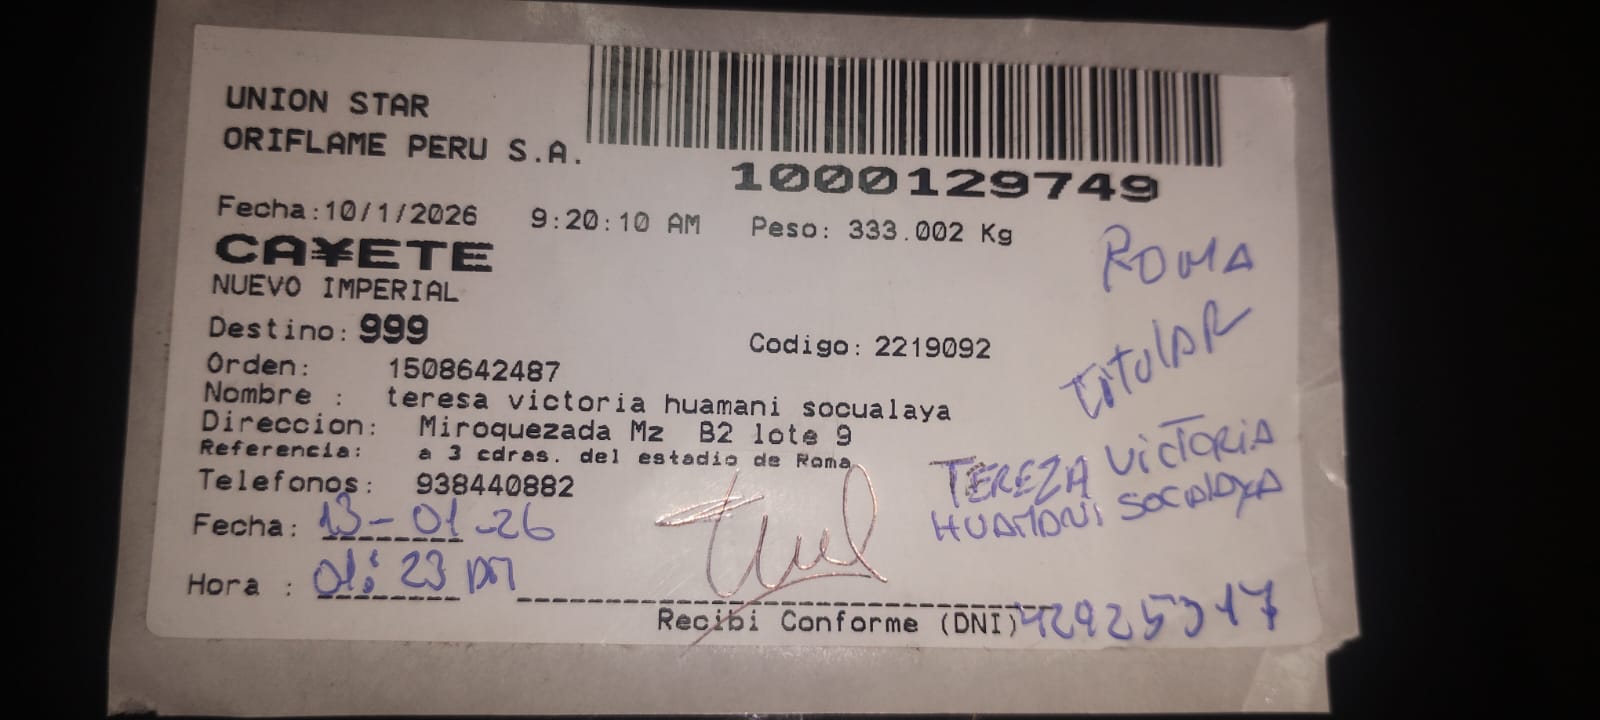 UNION STAR
ORIFLAME PERU S.A.
1000129749
Fecha:10/1/2026 9:20:10 AM Peso: 333.002 Kg
CA¥ETE
NUEVO IMPERIAL
ROMA
Destino: 999
Codigo: 2219092
TITULAR
Orden: 1508642487
Nombre : teresa victoria huamani socualaya
Direccion: Miroquezada Mz B2 lote 9
Referencia: a 3 cdras. del estadio de Roma
Telefonos: 938440882
TEREZA VICTORIA
HUAMANI SOCALAYA
Fecha: 13-01-26
Hora : 01:23 PM
Recibi Conforme (DNI) 42925317